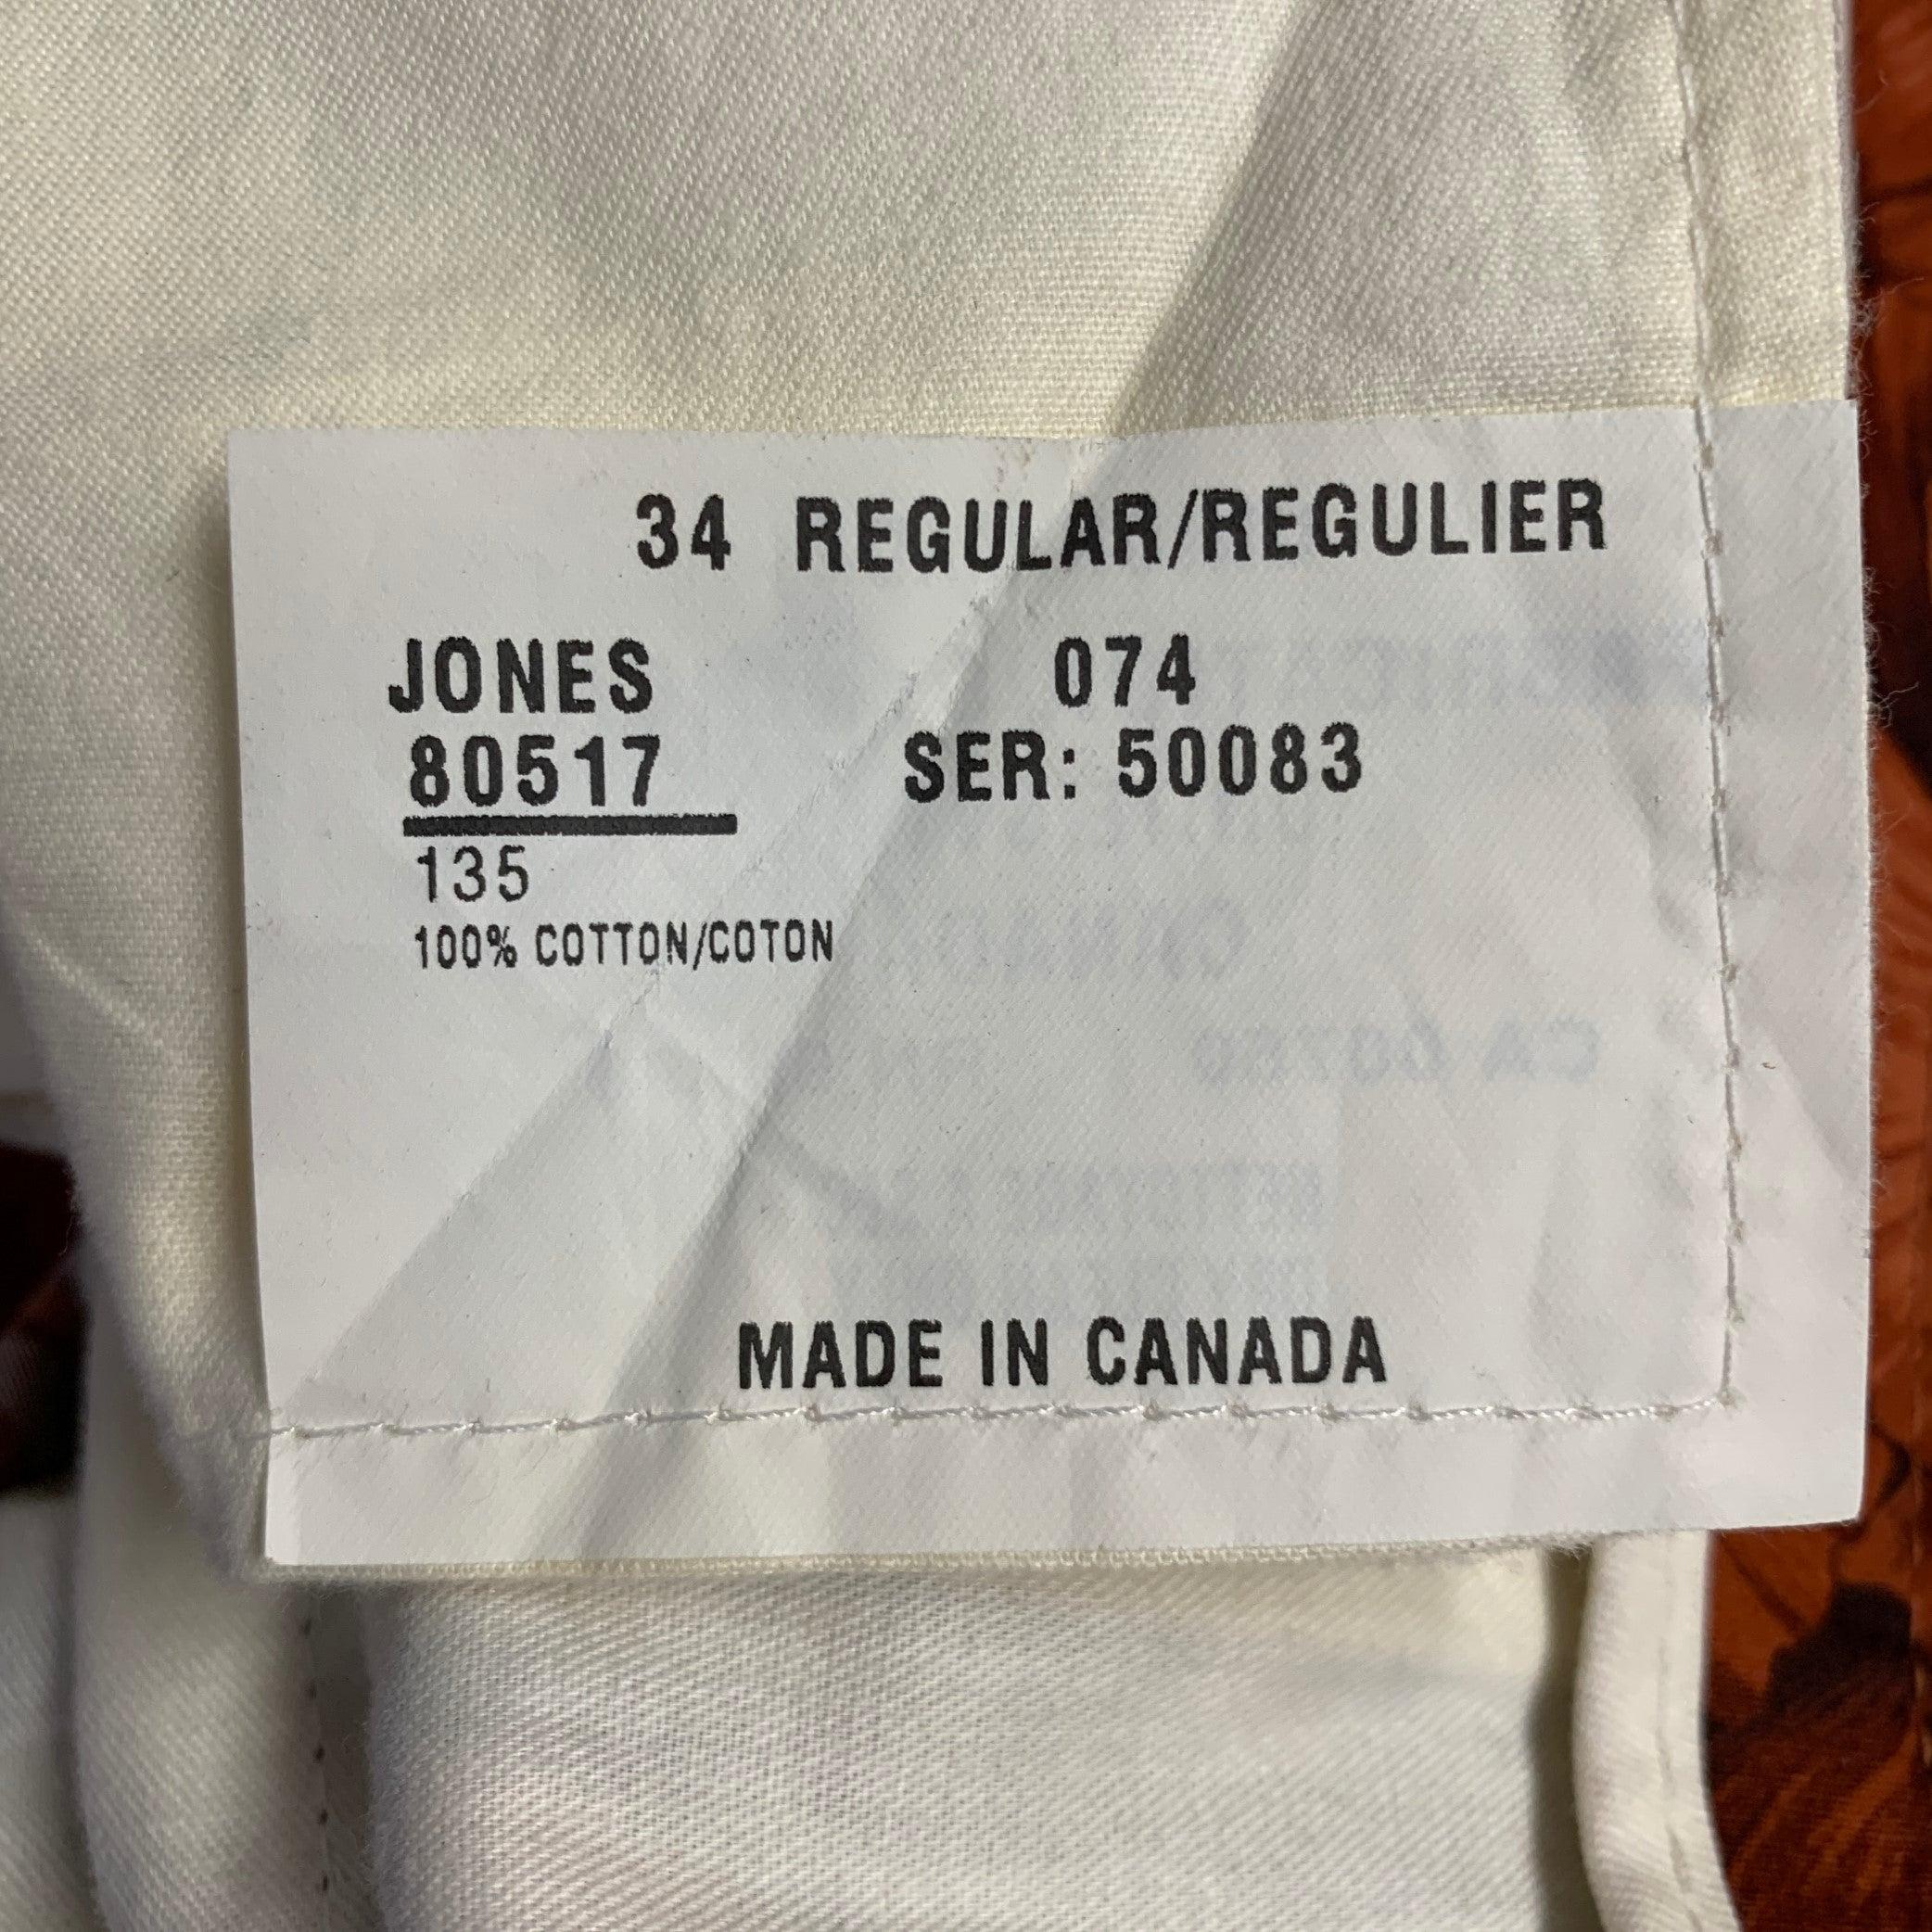 34 REGULAR/REGULIER
JONES 074
80517 SER: 50083
135
100% COTTON/COTON
MADE IN CANADA